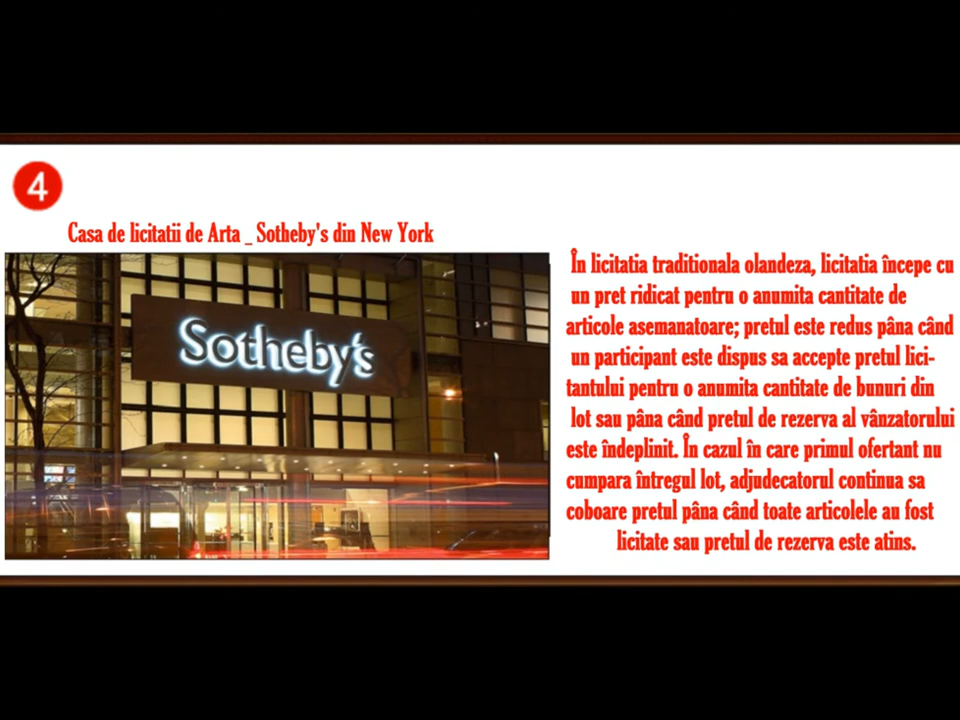 4
Casa de licitatii de Arta _ Sotheby's din New York
Sotheby's
În licitatia traditionala olandeza, licitatia începe cu
un pret ridicat pentru o anumita cantitate de
articole asemanatoare; pretul este redus pâna când
un participant este dispus sa accepte pretul lici-
tantului pentru o anumita cantitate de bunuri din
lot sau pâna când pretul de rezerva al vânzatorului
este îndeplinit. În cazul în care primul ofertant nu
cumpara întregul lot, adjudecatorul continua sa
coboare pretul pâna când toate articolele au fost
licitate sau pretul de rezerva este atins.